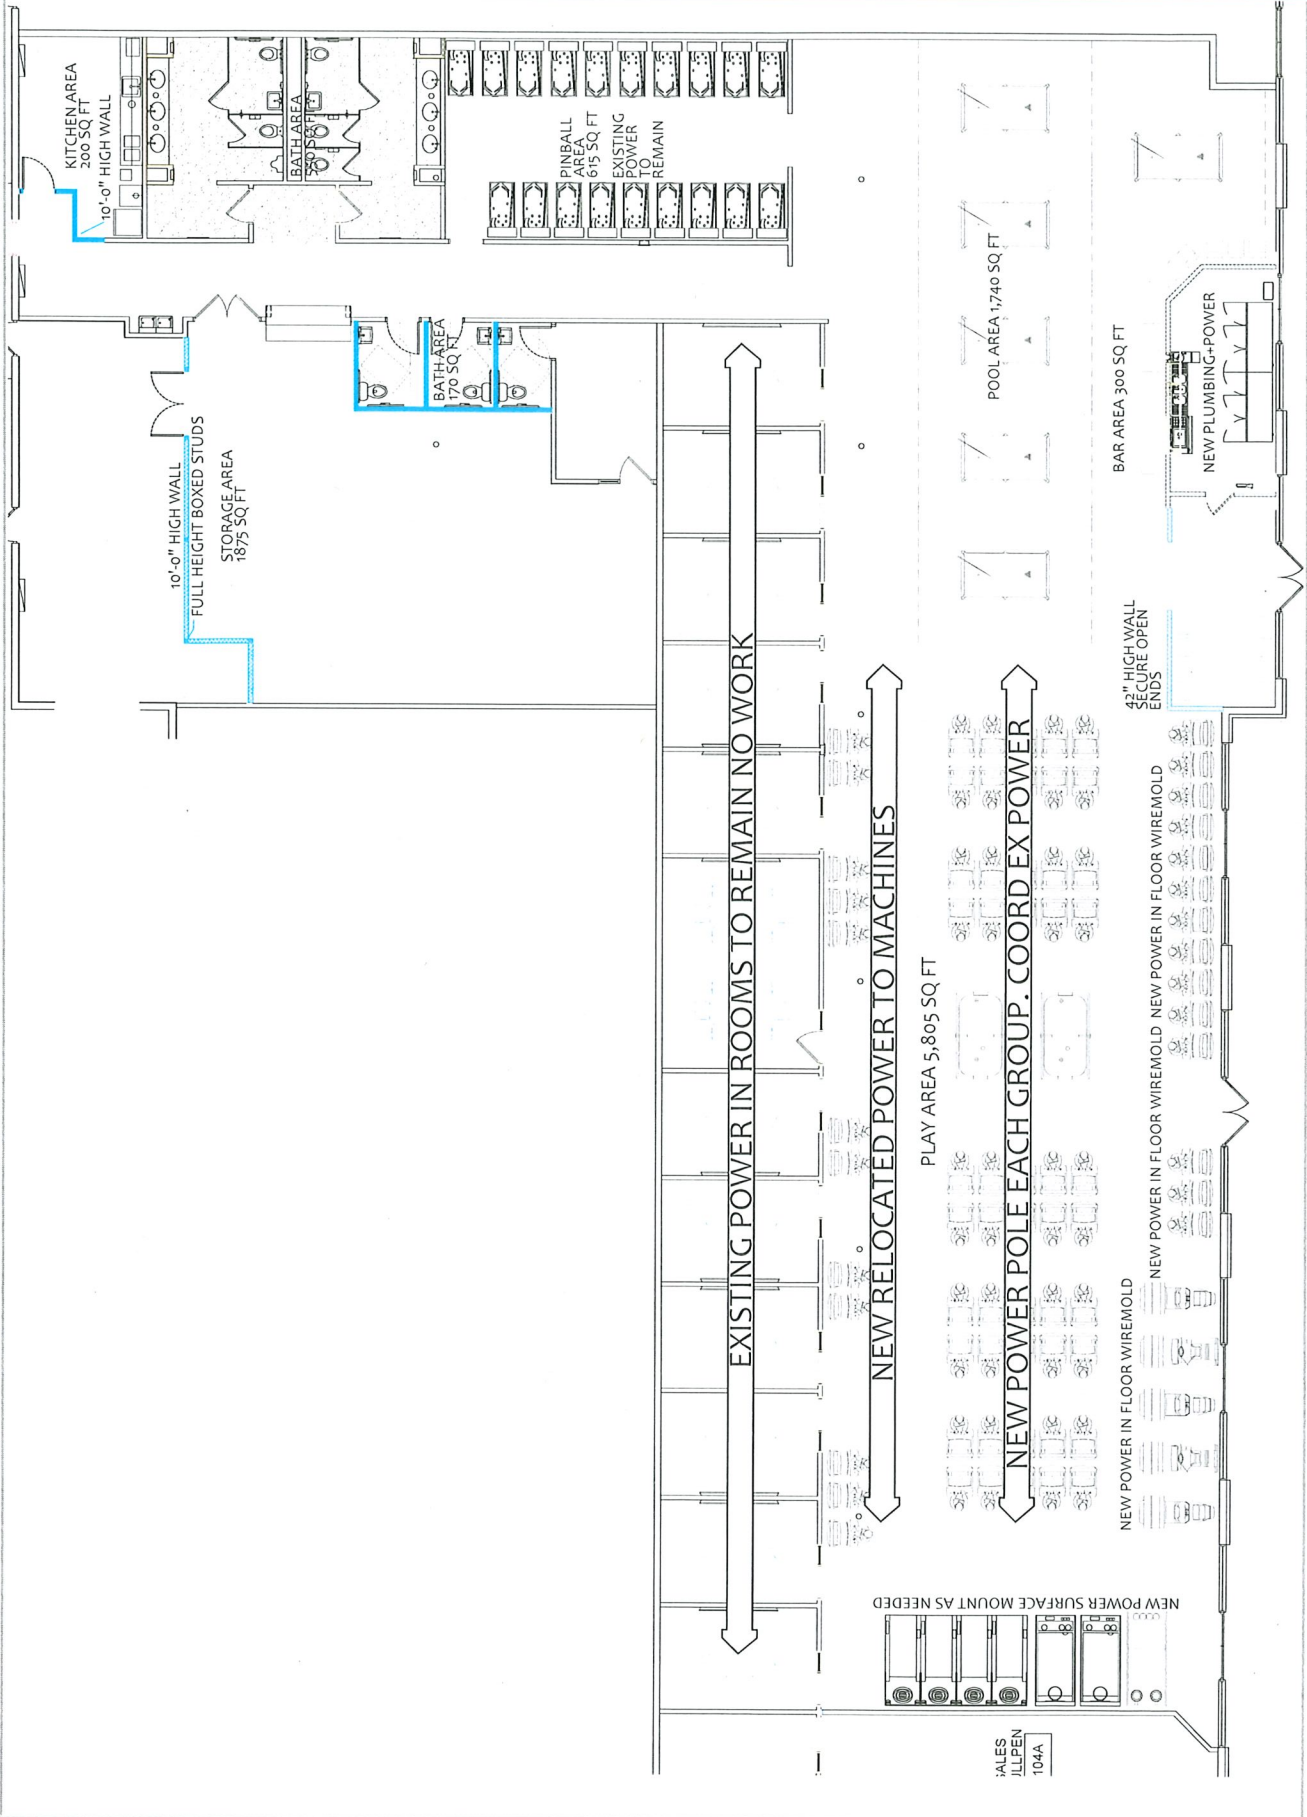 KITCHEN AREA
200 SQ FT
10'-0" HIGH WALL
BATH AREA
SQ FT
PINBALL
AREA
615 SQ FT
EXISTING
POWER
TO
REMAIN
10'-0" HIGH WALL
FULL HEIGHT BOXED STUDS
STORAGE AREA
1875 SQ FT
BATH AREA
170 SQ FT
POOL AREA 1,740 SQ FT
BAR AREA 300 SQ FT
NEW PLUMBING+POWER
42" HIGH WALL
SECURE OPEN
ENDS
EXISTING POWER IN ROOMS TO REMAIN NO WORK
NEW RELOCATED POWER TO MACHINES
PLAY AREA 5,805 SQ FT
NEW POWER POLE EACH GROUP. COORD EX POWER
NEW POWER IN FLOOR WIREMOLD
NEW POWER IN FLOOR WIREMOLD NEW POWER IN FLOOR WIREMOLD
NEW POWER SURFACE MOUNT AS NEEDED
ALES
LLPEN
104A